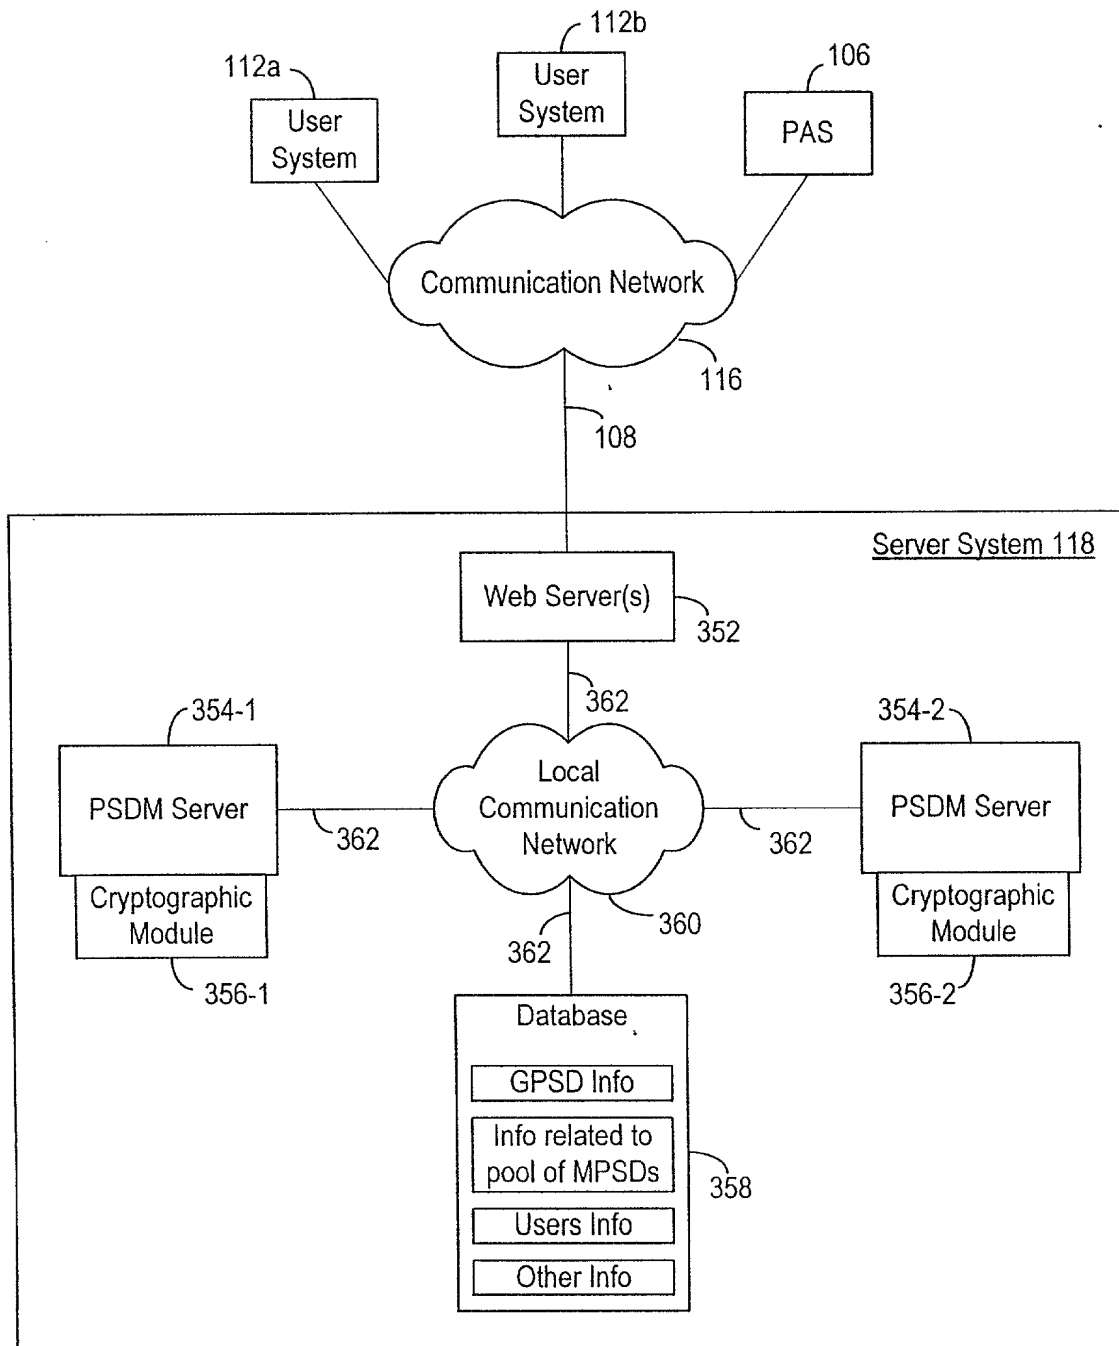 112b
112a
106
User
System
User
System
PAS
Communication Network
116
108
Server System 118
Web Server(s)
352
362
354-1
354-2
PSDM Server
Local
Communication
Network
PSDM Server
362
362
Cryptographic
Module
Cryptographic
Module
360
362
356-1
356-2
Database
GPSD Info
Info related to
pool of MPSDs
358
Users Info
Other Info